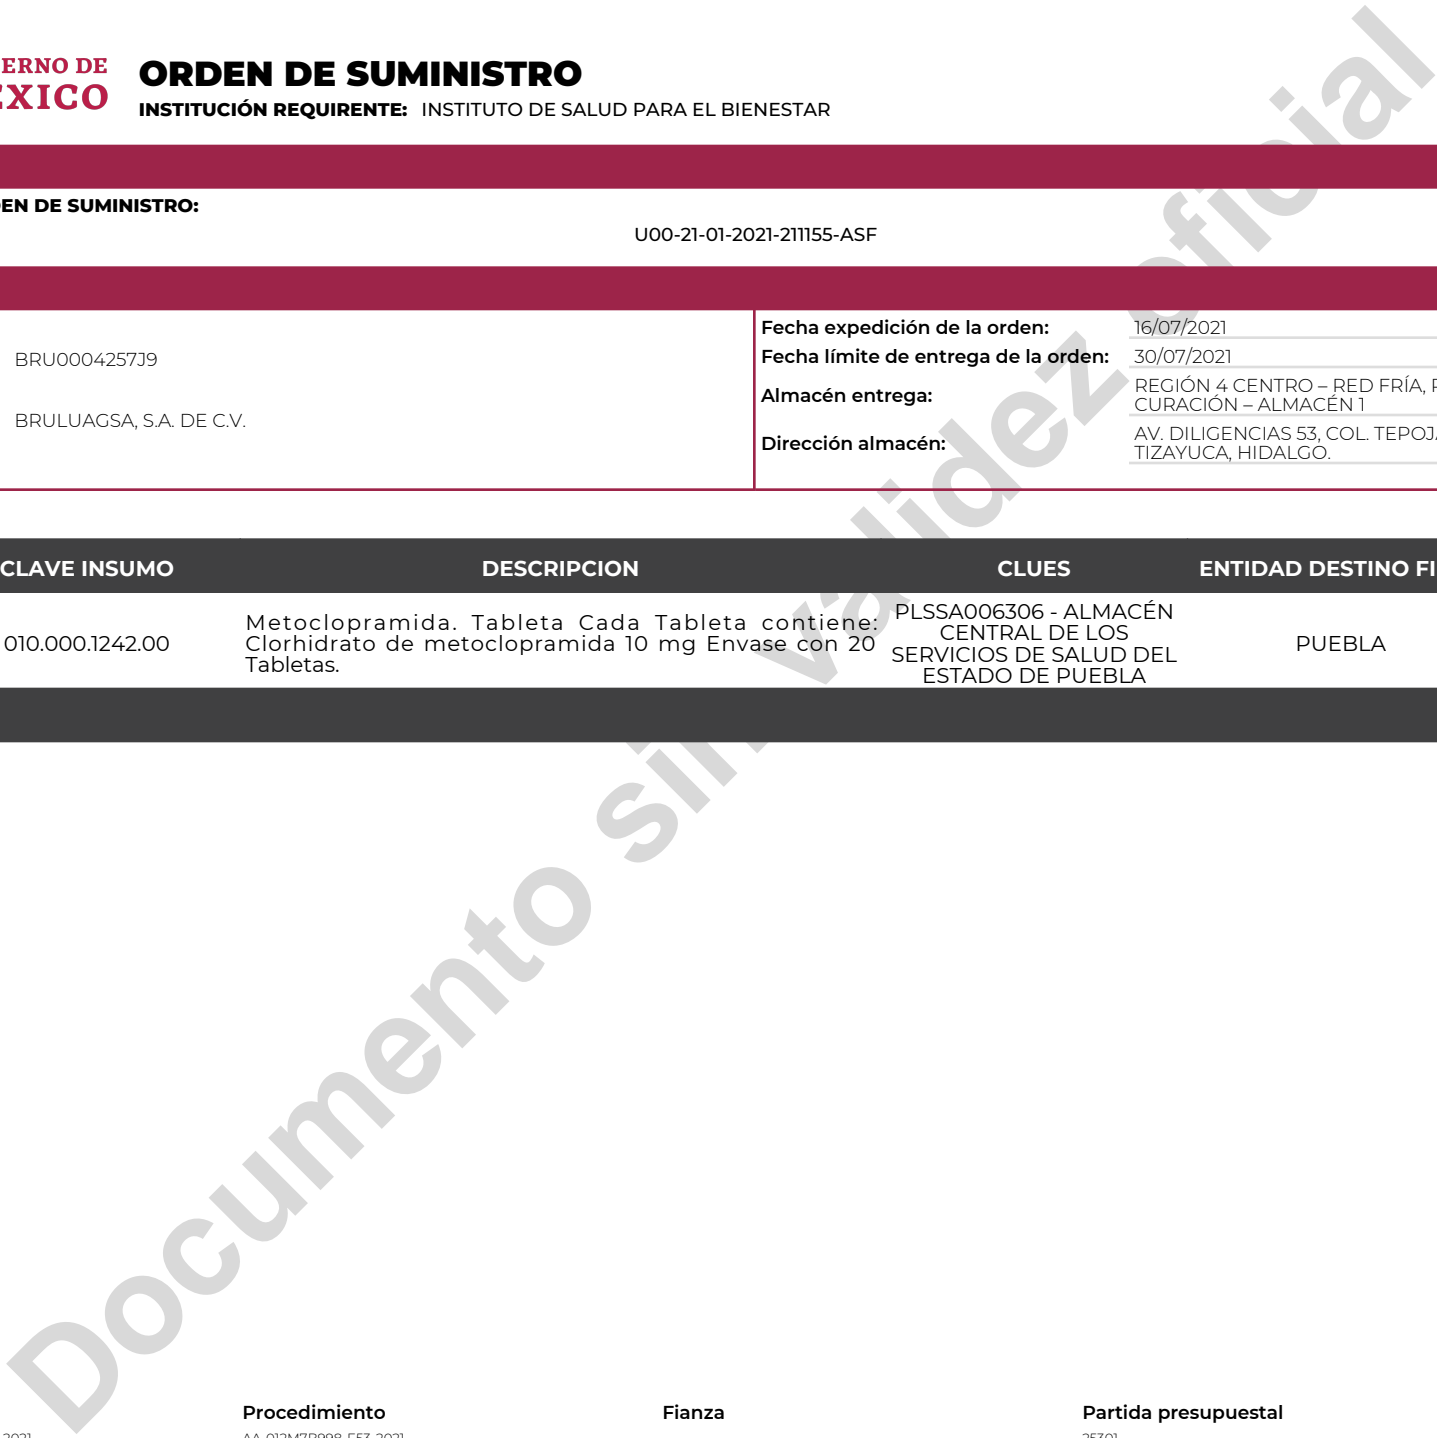 ERNO DE
EXICO
ORDEN DE SUMINISTRO
INSTITUCIÓN REQUIRENTE: INSTITUTO DE SALUD PARA EL BIENESTAR
EN DE SUMINISTRO:
U00-21-01-2021-211155-ASF
BRU0004257J9
BRULUAGSA, S.A. DE C.V.
Fecha expedición de la orden: 16/07/2021
Fecha límite de entrega de la orden: 30/07/2021
Almacén entrega:
REGIÓN 4 CENTRO – RED FRÍA,
CURACIÓN – ALMACÉN 1
Dirección almacén:
AV. DILIGENCIAS 53, COL. TEPOJ
TIZAYUCA, HIDALGO.
CLAVE INSUMO DESCRIPCION CLUES ENTIDAD DESTINO FI
010.000.1242.00
Metoclopramida. Tableta Cada Tableta contiene:
Clorhidrato de metoclopramida 10 mg Envase con 20
Tabletas.
PLSSA006306 - ALMACÉN
CENTRAL DE LOS
SERVICIOS DE SALUD DEL
ESTADO DE PUEBLA
PUEBLA
Documento sin validez oficial
Procedimiento Fianza Partida presupuestal